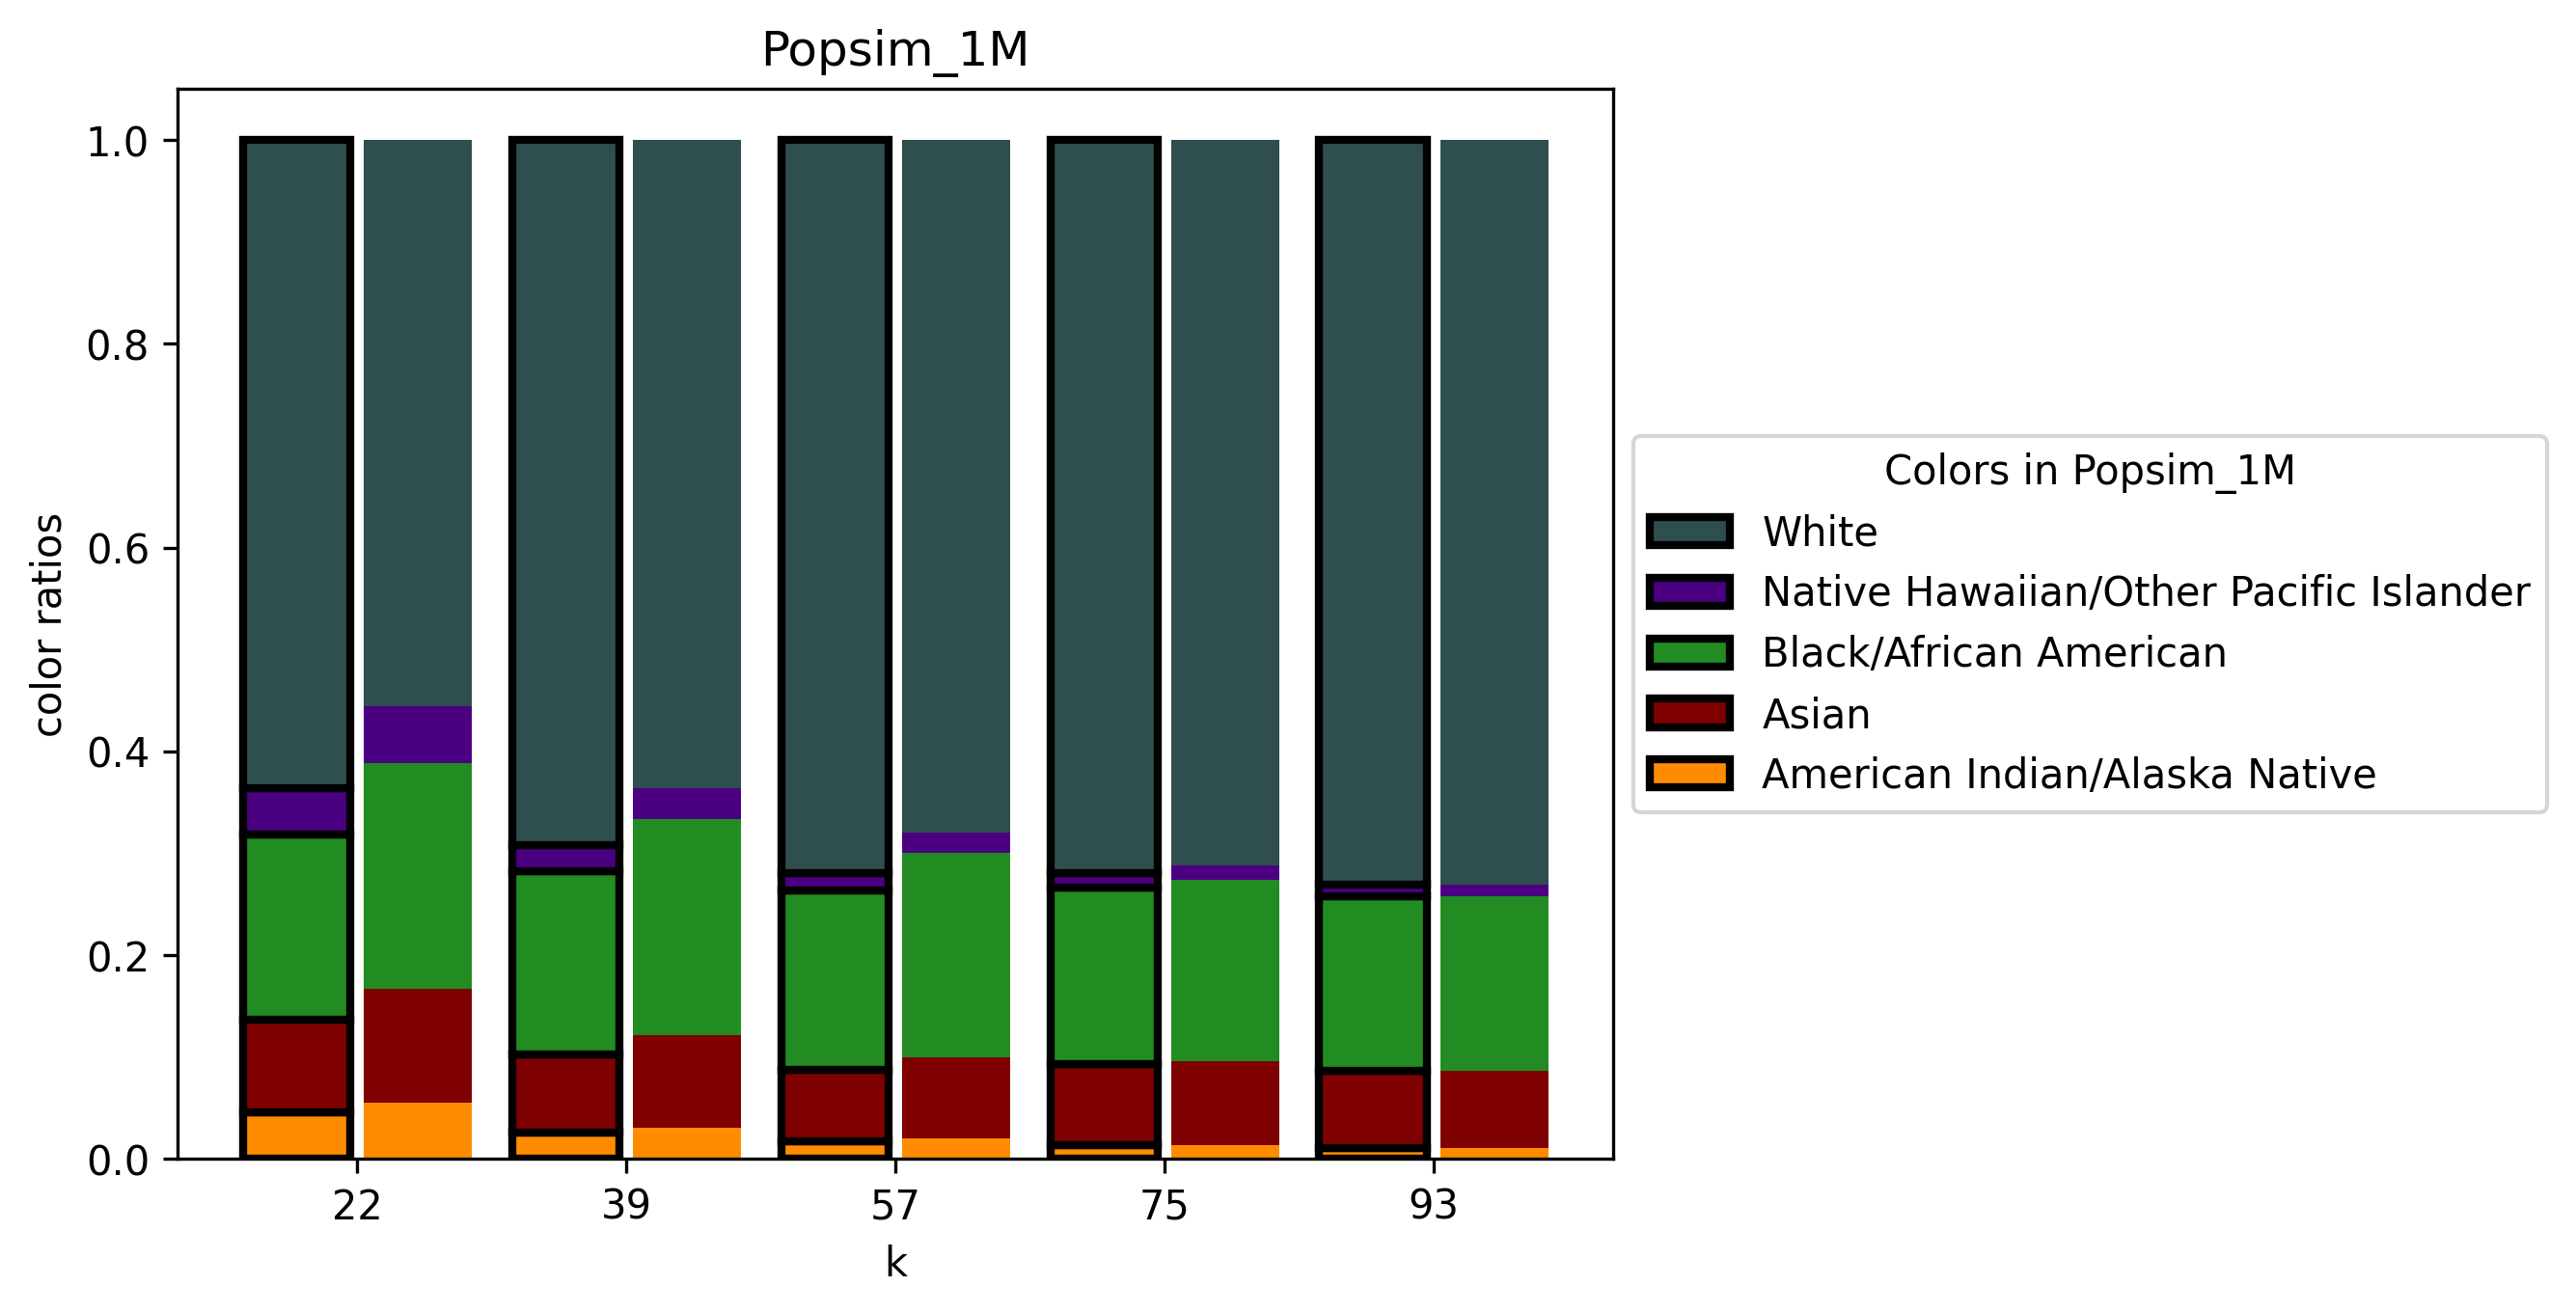 Popsim_1M
1.0
0.8
0.6
0.4
0.2
0.0
color ratios
22 39 57 75 93
k
Colors in Popsim_1M
White
Native Hawaiian/Other Pacific Islander
Black/African American
Asian
American Indian/Alaska Native